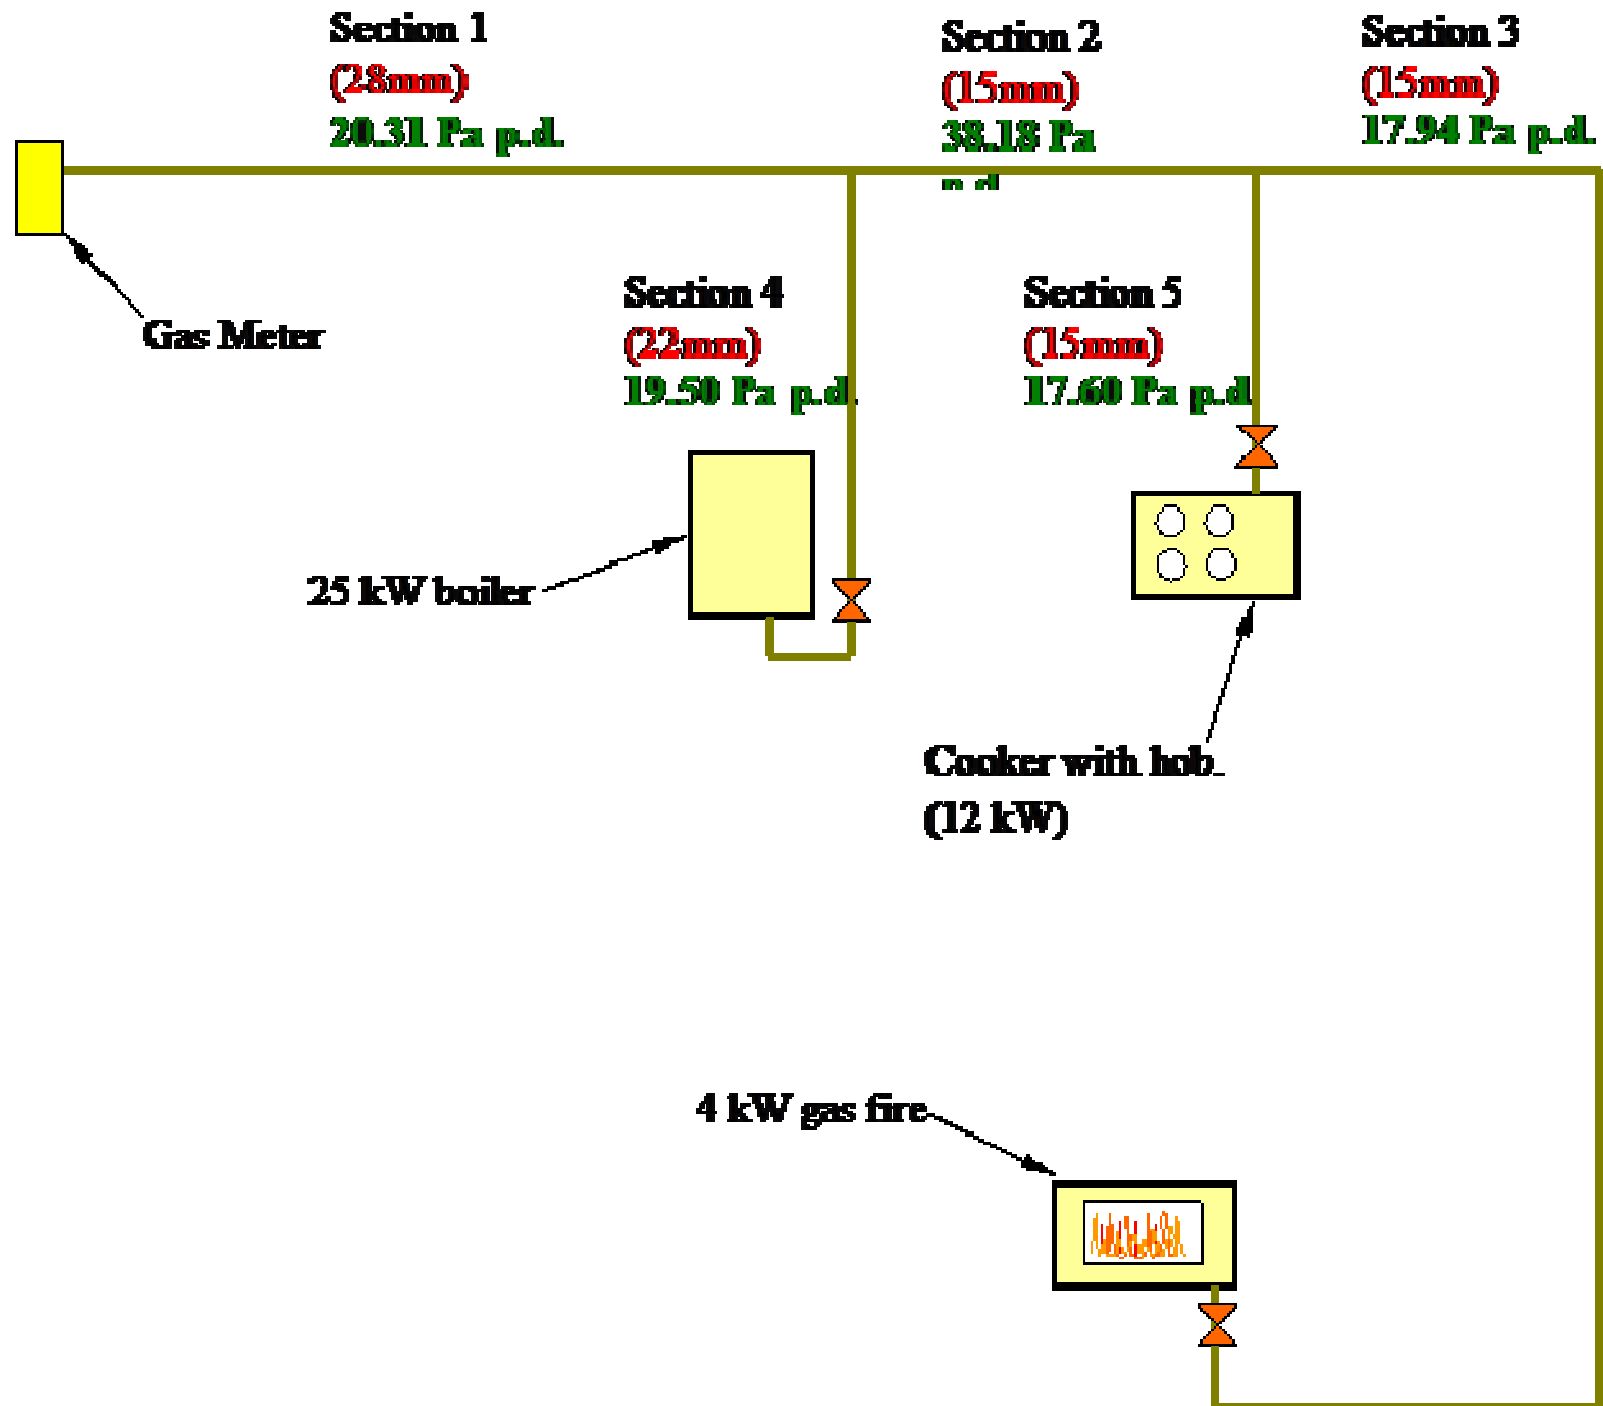 Section 1
(28mm)
20.31 Pa p.d.
Section 2
(15mm)
38.18 Pa
p.d.
Section 3
(15mm)
17.94 Pa p.d.
Gas Meter
Section 4
(22mm)
19.50 Pa p.d.
Section 5
(15mm)
17.60 Pa p.d.
25 kW boiler
Cooker with hob.
(12 kW)
4 kW gas fire